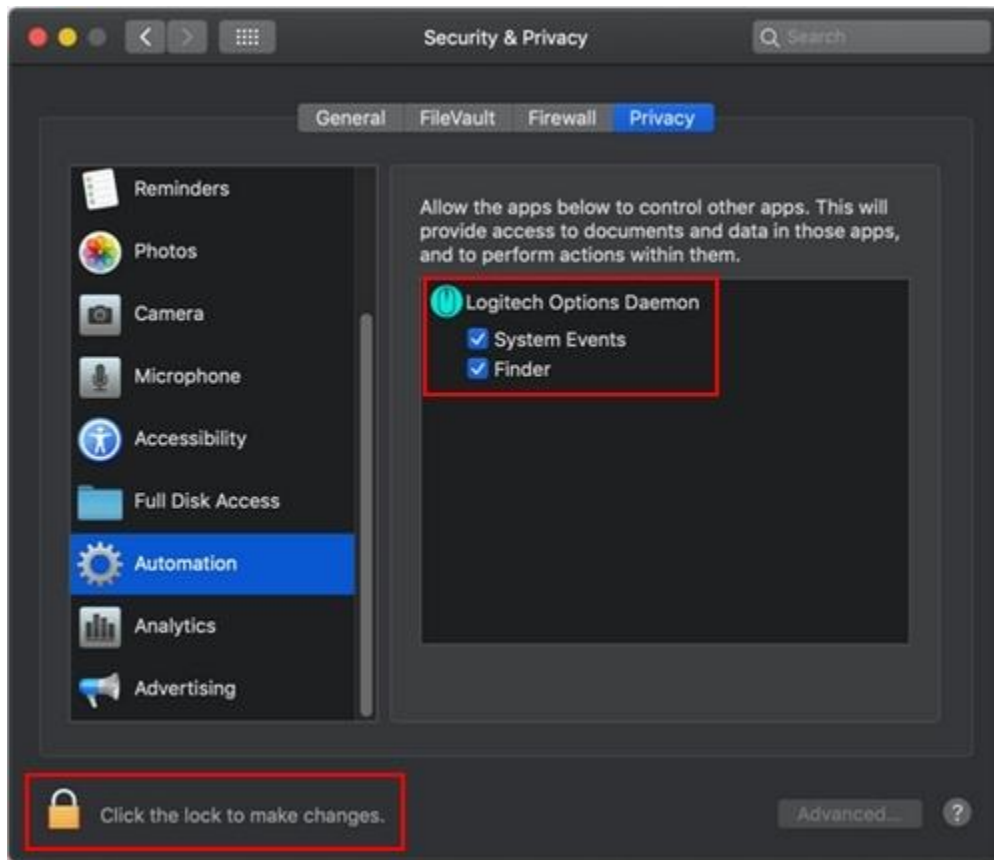 Security & Privacy
Search
General FileVault Firewall Privacy
Reminders
Photos
Camera
Microphone
Accessibility
Full Disk Access
Automation
Analytics
Advertising
Allow the apps below to control other apps. This will
provide access to documents and data in those apps,
and to perform actions within them.
Logitech Options Daemon
System Events
Finder
Click the lock to make changes.
Advanced...
?